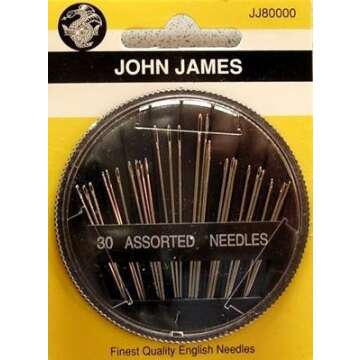 JJ80000
JOHN JAMES
30 ASSORTED NEEDLES
Finest Quality English Needles